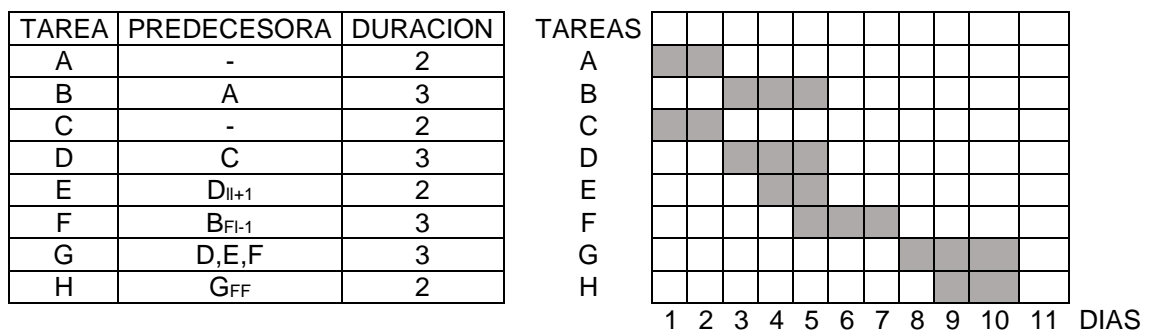 TAREA PREDECESORA DURACION TAREAS
A - 2 A
B A 3 B
C - 2 C
D C 3 D
E DII+1 2 E
F BFI-1 3 F
G D,E,F 3 G
H GFF 2 H
1 2 3 4 5 6 7 8 9 10 11 DIAS